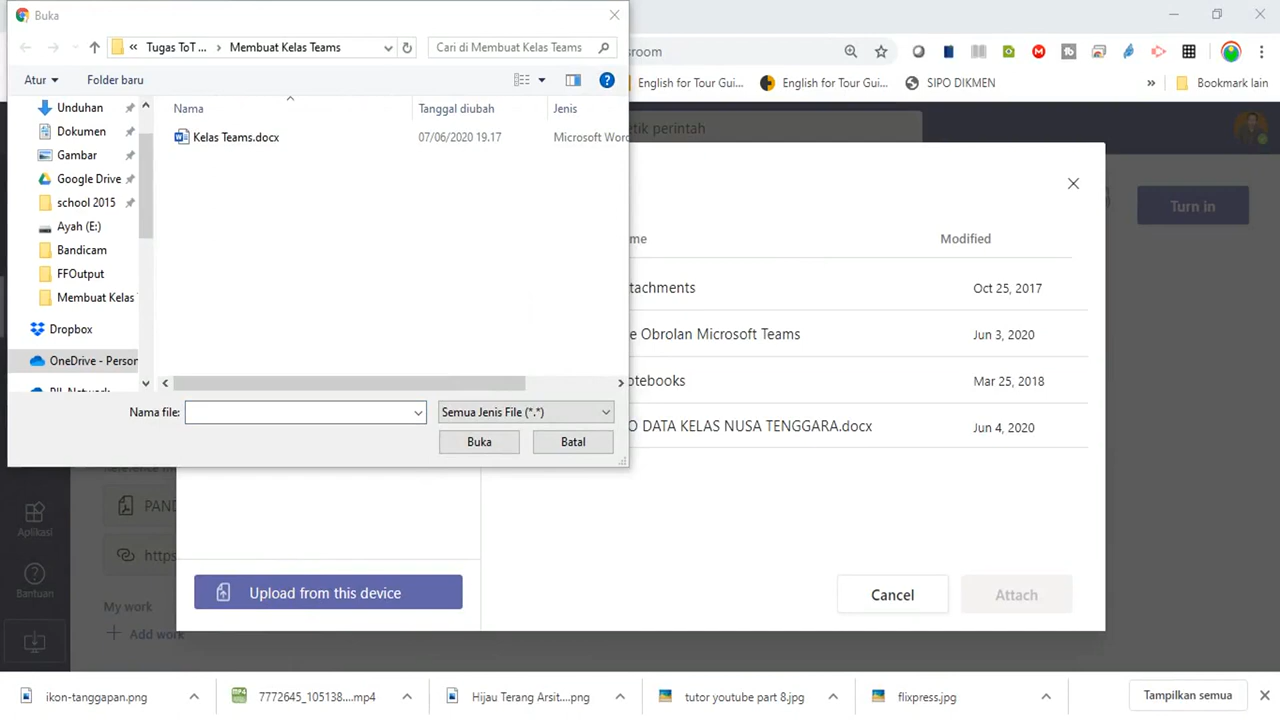 Buka
« Tugas ToT ... › Membuat Kelas Teams
Cari di Membuat Kelas Teams
Atur
Folder baru
Unduhan
Dokumen
Gambar
Google Drive
school 2015
Ayah (E:)
Bandicam
FFOutput
Membuat Kelas
Dropbox
OneDrive - Person
Nama
Tanggal diubah
Jenis
Kelas Teams.docx
07/06/2020 19.17
Microsoft Word
Nama file:
Semua Jenis File (*.*)
Buka
Batal
sroom
English for Tour Gui...
English for Tour Gui...
SIPO DIKMEN
»
Bookmark lain
etik perintah
Turn in
me
Modified
tachments
Oct 25, 2017
e Obrolan Microsoft Teams
Jun 3, 2020
otebooks
Mar 25, 2018
O DATA KELAS NUSA TENGGARA.docx
Jun 4, 2020
Aplikasi
Bantuan
PAND
https
My work
Add work
Upload from this device
Cancel
Attach
ikon-tanggapan.png
7772645_105138....mp4
Hijau Terang Arsit....png
tutor youtube part 8.jpg
flixpress.jpg
Tampilkan semua